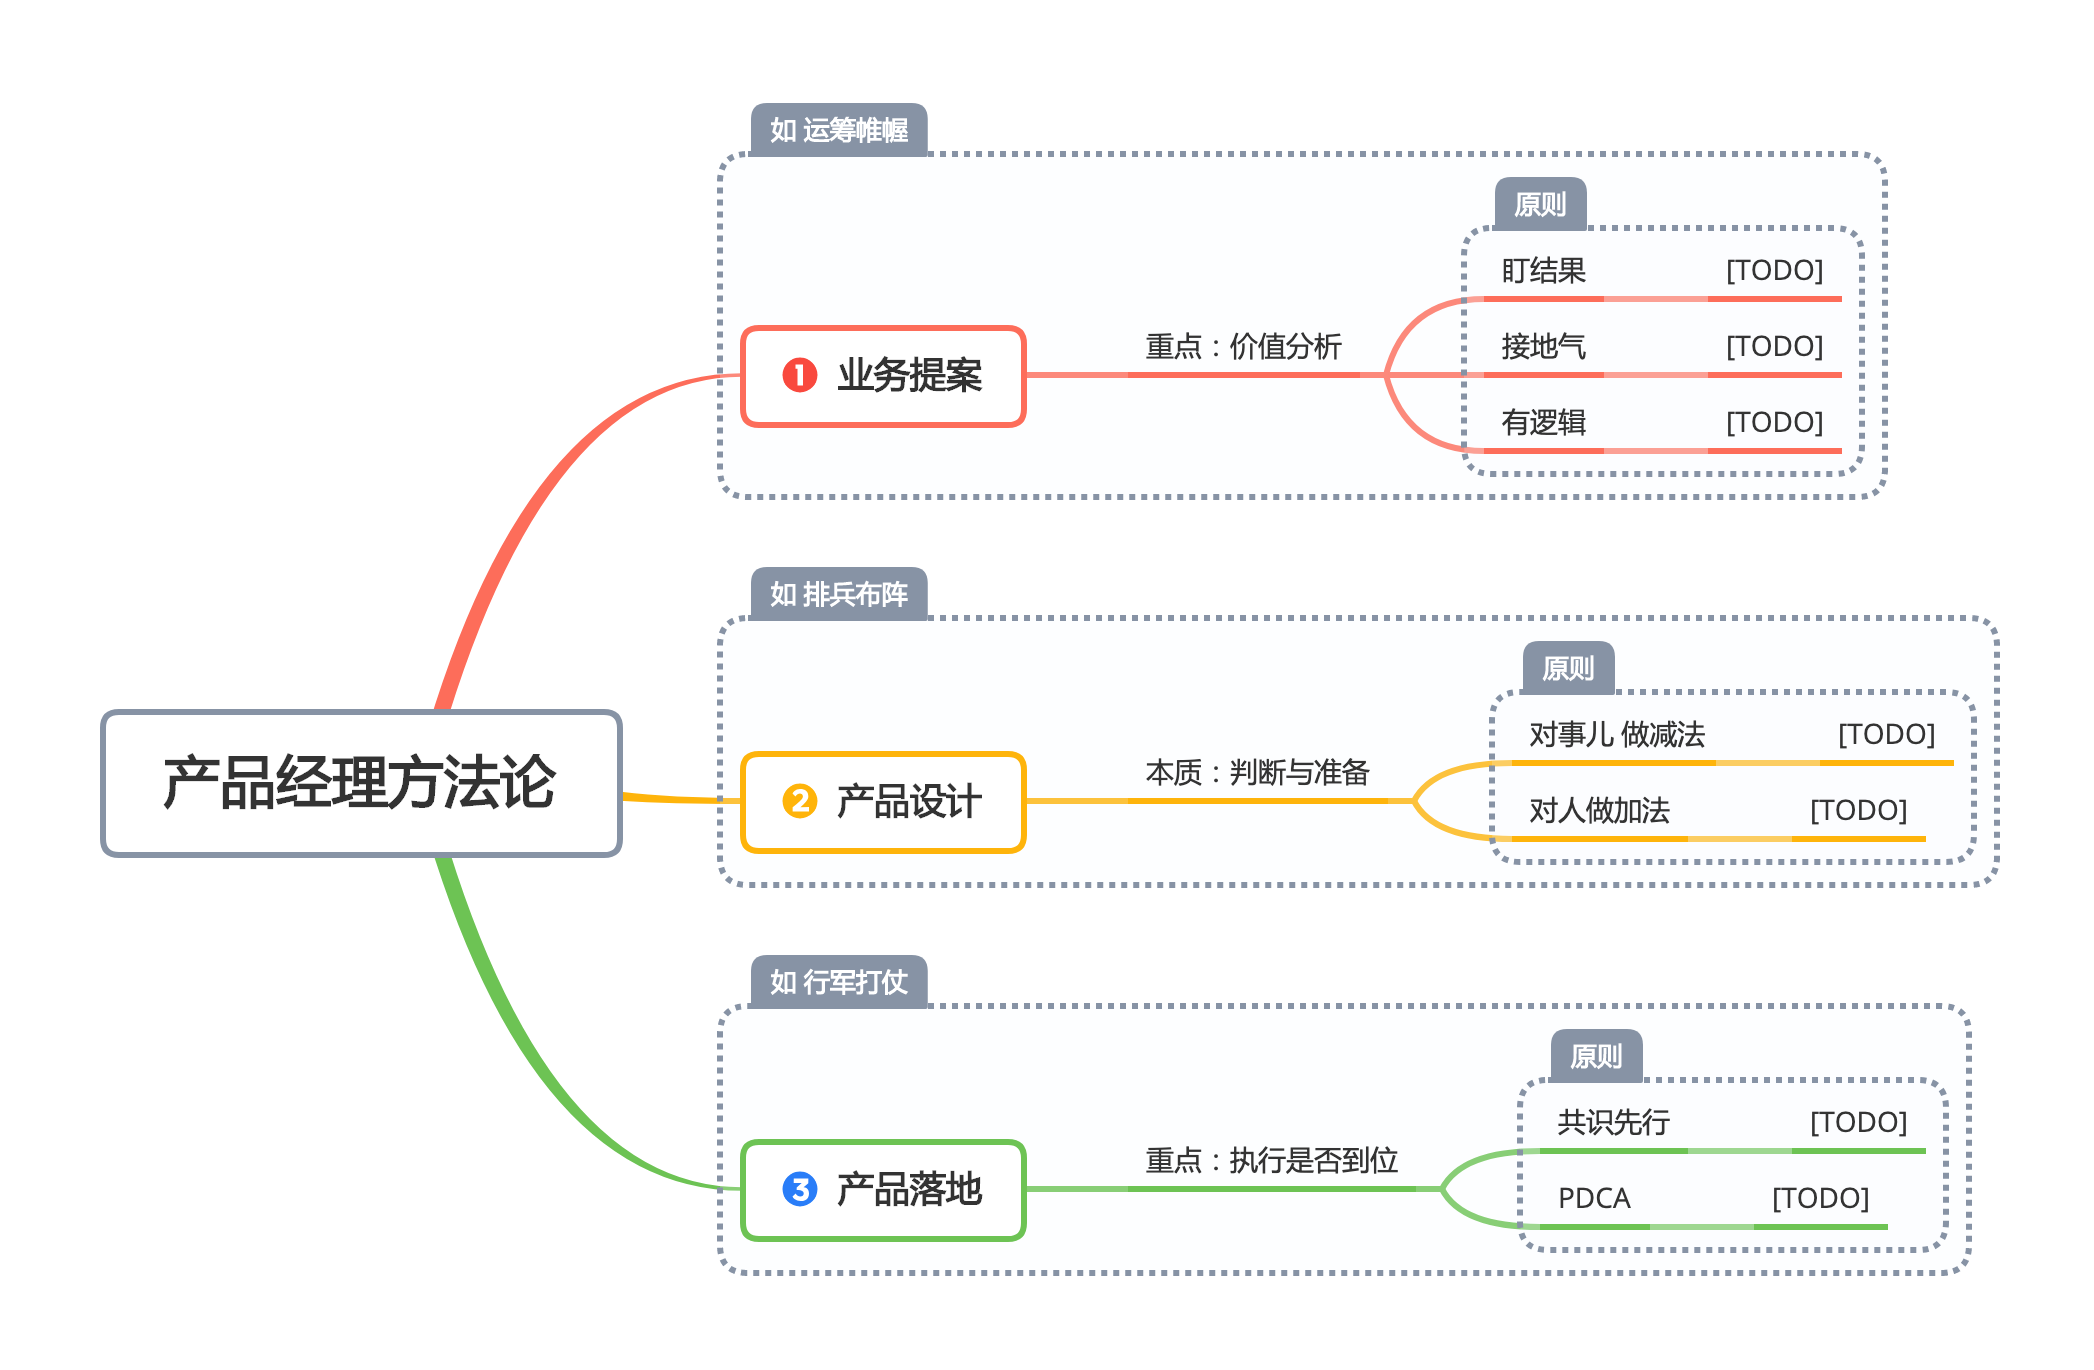 产品经理方法论
如 运筹帷幄
1 业务提案
重点：价值分析
原则
盯结果 [TODO]
接地气 [TODO]
有逻辑 [TODO]
如 排兵布阵
2 产品设计
本质：判断与准备
原则
对事儿 做减法 [TODO]
对人做加法 [TODO]
如 行军打仗
3 产品落地
重点：执行是否到位
原则
共识先行 [TODO]
PDCA [TODO]